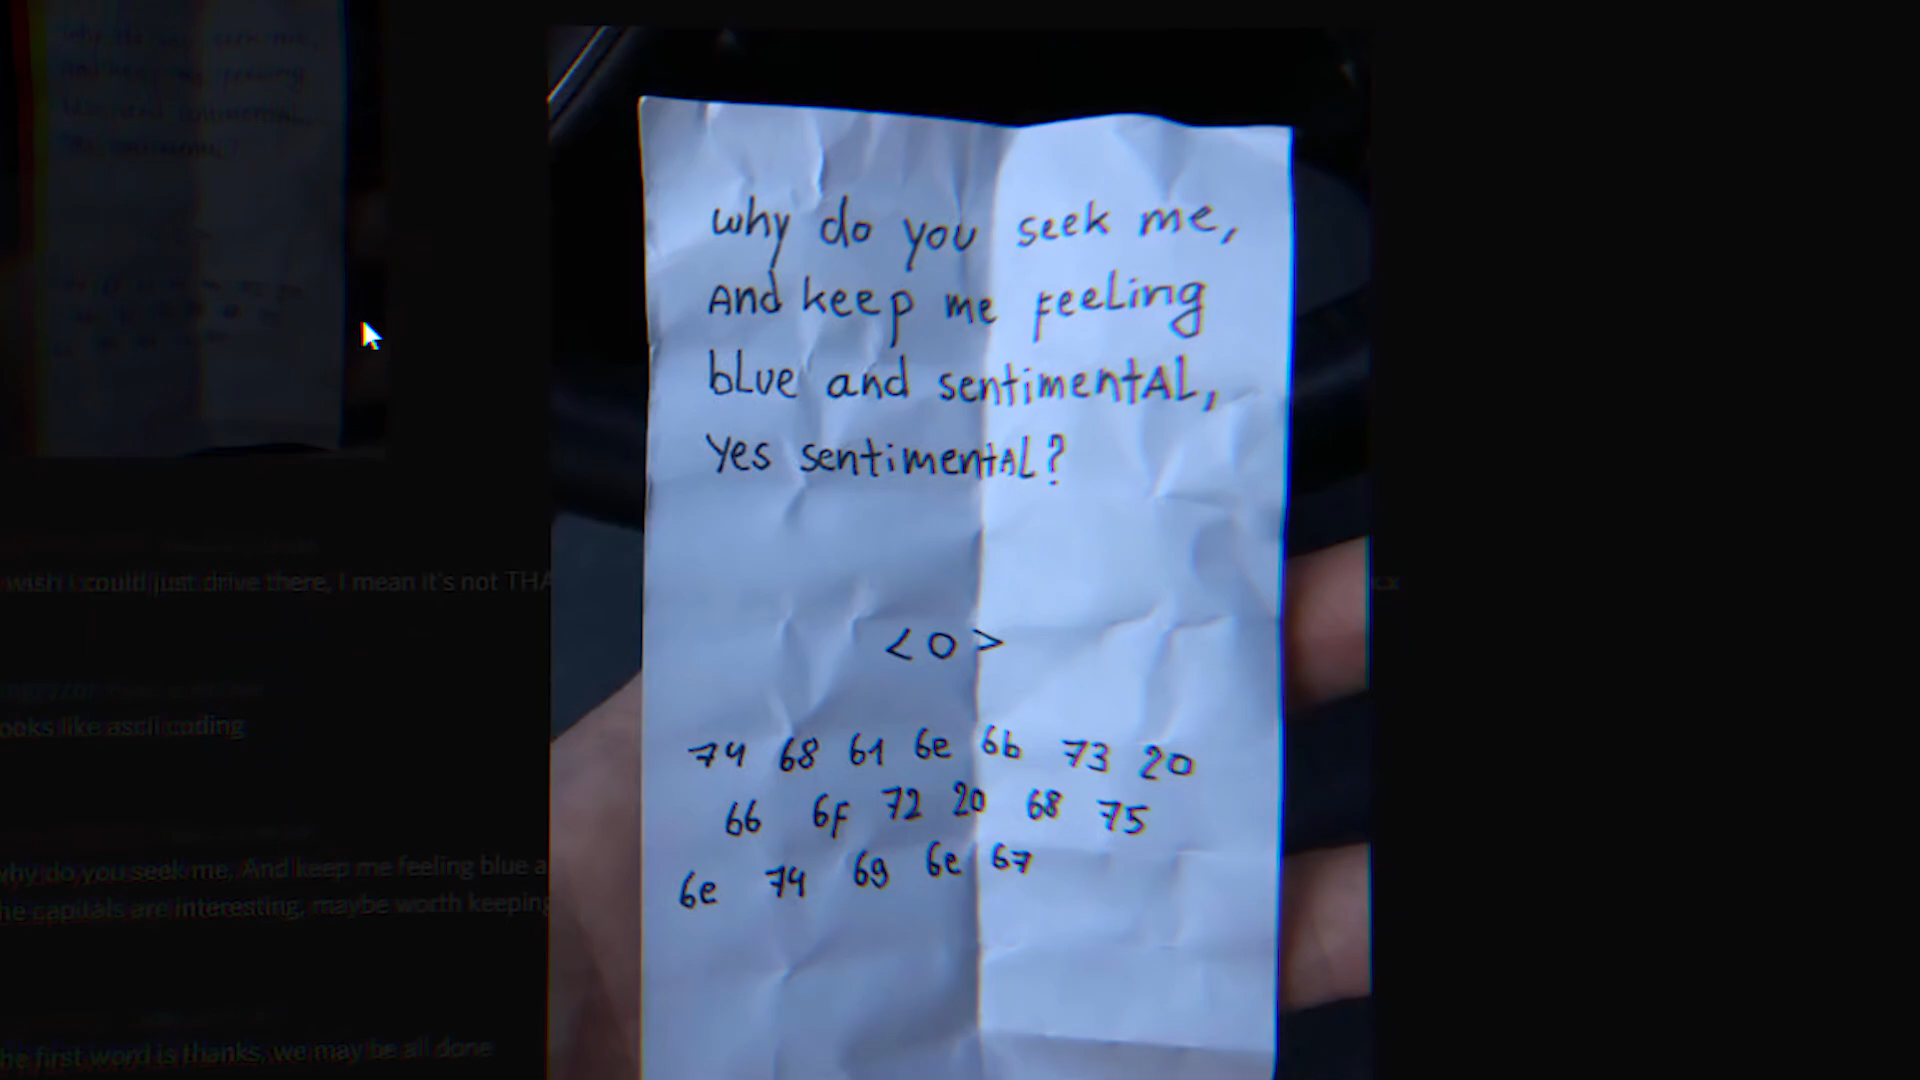 why do you seek me,
And keep me feeling
bLue and sentimentAL,
Yes sentimentAL?
<0>
74 68 61 6e 6b 73 20
66 6f 72 20 68 75
6e 74 69 6e 67
wish I could just drive there, I mean it's not THA
ooks like ascii coding
why do you seek me, And keep me feeling blue a
he capitals are interesting, maybe worth keeping
he first word is thanks, we may be all done